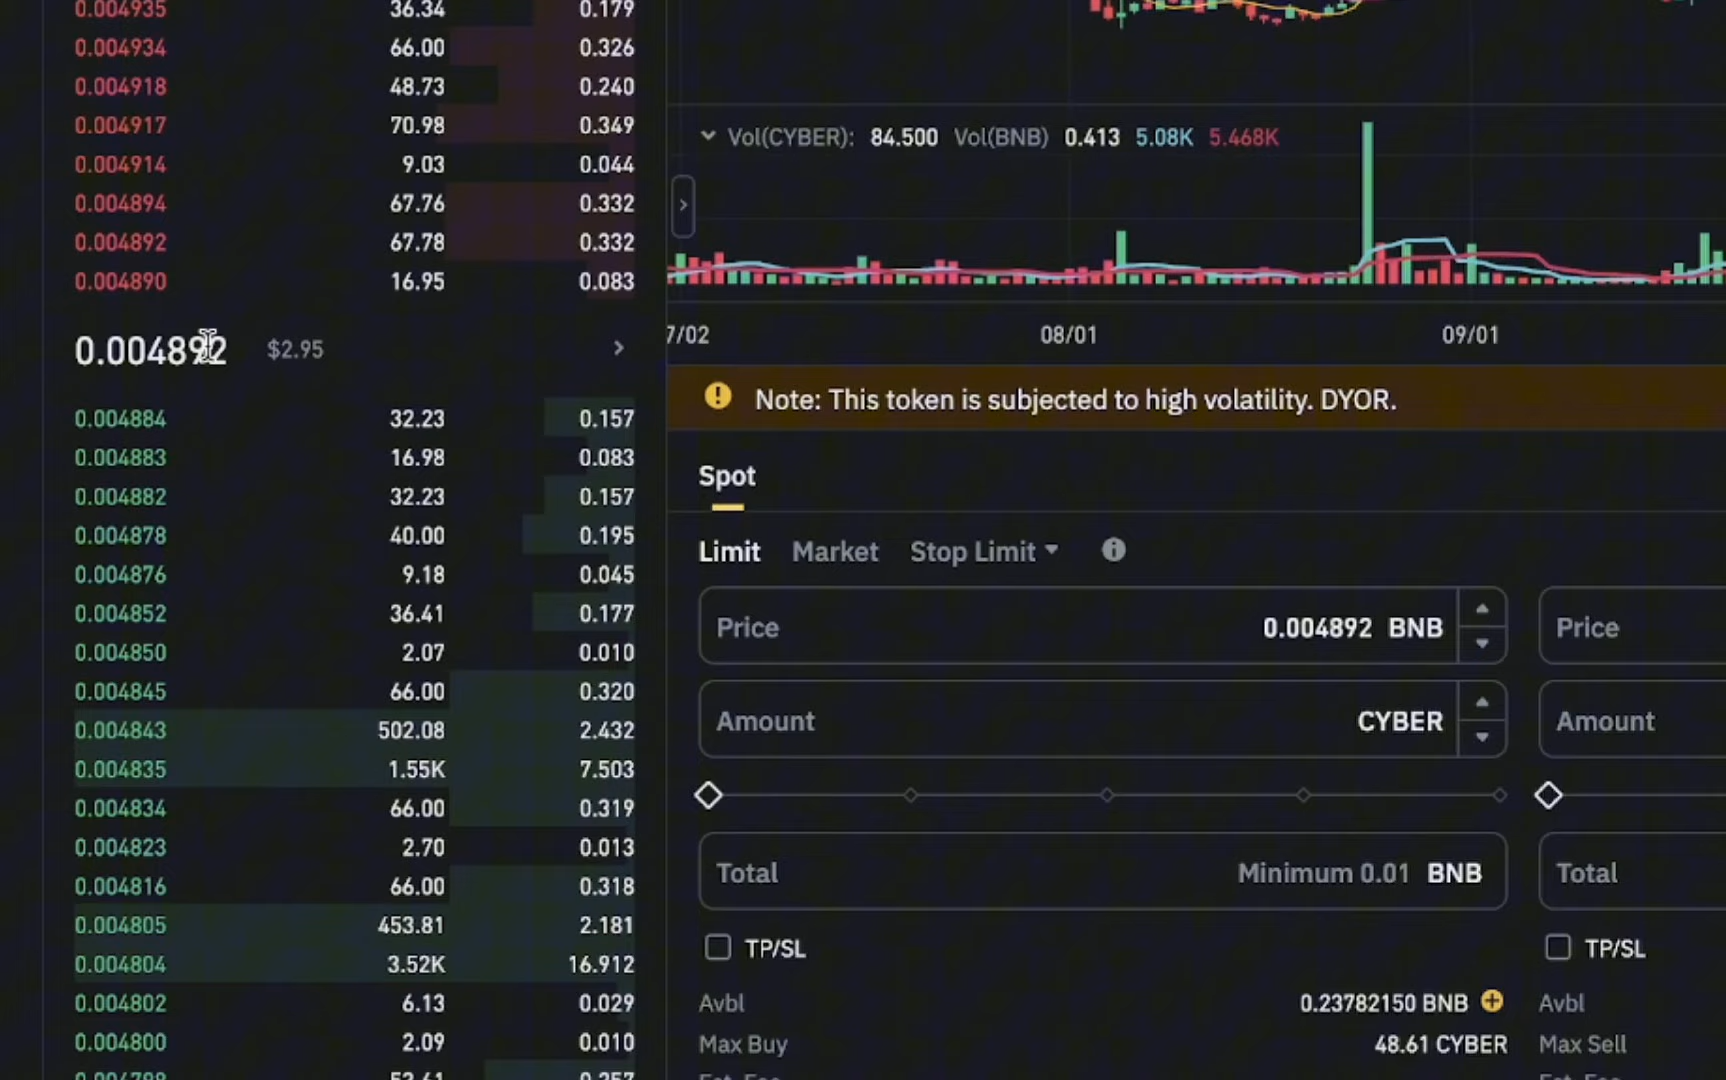 0.004935 36.34 0.179
0.004934 66.00 0.326
0.004918 48.73 0.240
0.004917 70.98 0.349
0.004914 9.03 0.044
0.004894 67.76 0.332
0.004892 67.78 0.332
0.004890 16.95 0.083
0.004892 $2.95
0.004884 32.23 0.157
0.004883 16.98 0.083
0.004882 32.23 0.157
0.004878 40.00 0.195
0.004876 9.18 0.045
0.004852 36.41 0.177
0.004850 2.07 0.010
0.004845 66.00 0.320
0.004843 502.08 2.432
0.004835 1.55K 7.503
0.004834 66.00 0.319
0.004823 2.70 0.013
0.004816 66.00 0.318
0.004805 453.81 2.181
0.004804 3.52K 16.912
0.004802 6.13 0.029
0.004800 2.09 0.010
Vol(CYBER): 84.500 Vol(BNB) 0.413 5.08K 5.468K
7/02 08/01 09/01
Note: This token is subjected to high volatility. DYOR.
Spot
Limit Market Stop Limit
Price 0.004892 BNB
Amount CYBER
Total Minimum 0.01 BNB
TP/SL
Avbl 0.23782150 BNB
Max Buy 48.61 CYBER
Price
Amount
Total
TP/SL
Avbl
Max Sell